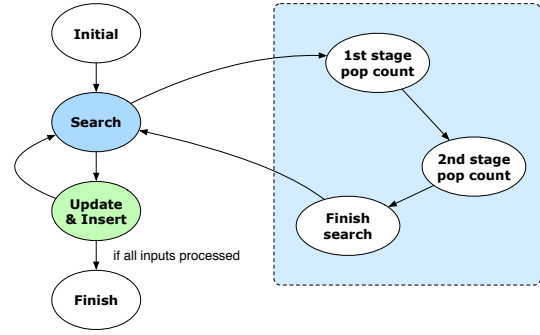 Initial
Search
Update
& Insert
if all inputs processed
Finish
1st stage
pop count
2nd stage
pop count
Finish
search